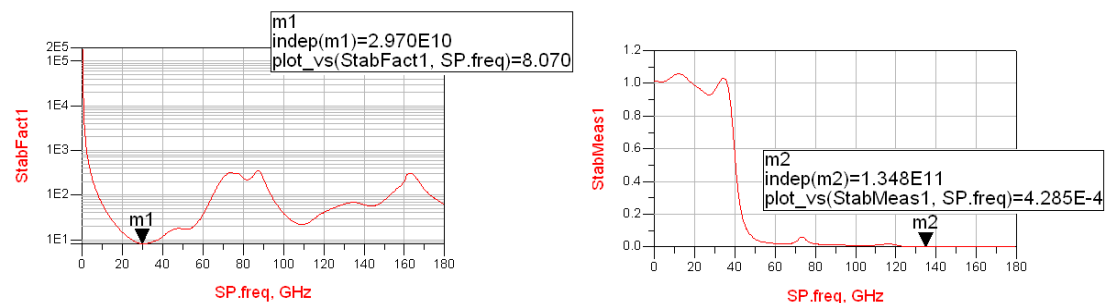 m1
indep(m1)=2.970E10
plot_vs(StabFact1, SP.freq)=8.070
2E5
1E5
1E4
1E3
1E2
1E1
StabFact1
m1
0 20 40 60 80 100 120 140 160 180
SP.freq, GHz
1.2
1.0
0.8
0.6
0.4
0.2
0.0
StabMeas1
m2
indep(m2)=1.348E11
plot_vs(StabMeas1, SP.freq)=4.285E-4
m2
0 20 40 60 80 100 120 140 160 180
SP.freq, GHz